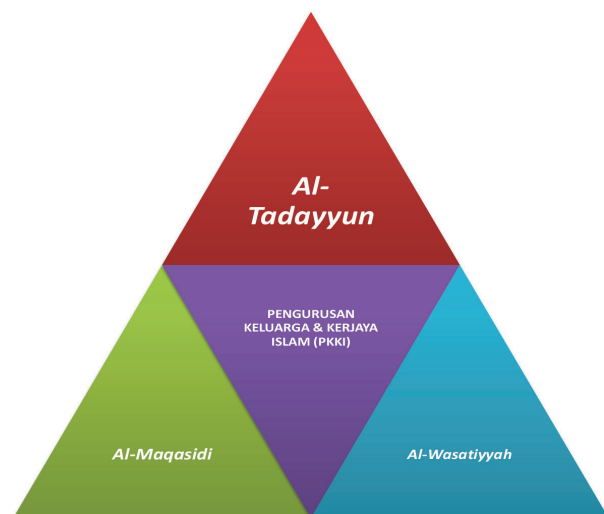 Al-
Tadayyun
PENGURUSAN
KELUARGA & KERJAYA
ISLAM (PKKI)
Al-Maqasidi
Al-Wasatiyyah